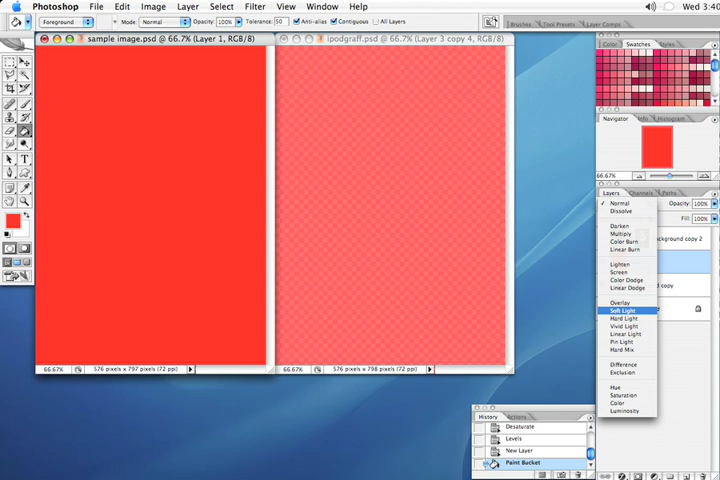 Photoshop File Edit Image Layer Select Filter View Window Help Wed 3:40
Foreground Mode: Normal Opacity: 100% Tolerance: 50 Anti-alias Contiguous All Layers
Brushes Tool Presets Layer Comps
sample image.psd @ 66.7% (Layer 1, RGB/8)
ipodgraff.psd @ 66.7% (Layer 3 copy 4, RGB/8)
Color Swatches Styles
Navigator Info Histogram
66.67%
Layers Channels Paths
Normal Opacity: 100%
Dissolve
Fill: 100%
Darken
Multiply
Color Burn
Linear Burn
ackground copy 2
Lighten
Screen
Color Dodge
Linear Dodge
copy
Overlay
Soft Light
Hard Light
Vivid Light
Linear Light
Pin Light
Hard Mix
Difference
Exclusion
Hue
Saturation
Color
Luminosity
66.67% 576 pixels x 797 pixels (72 ppi)
66.67% 576 pixels x 798 pixels (72 ppi)
History Actions
Desaturate
Levels
New Layer
Paint Bucket